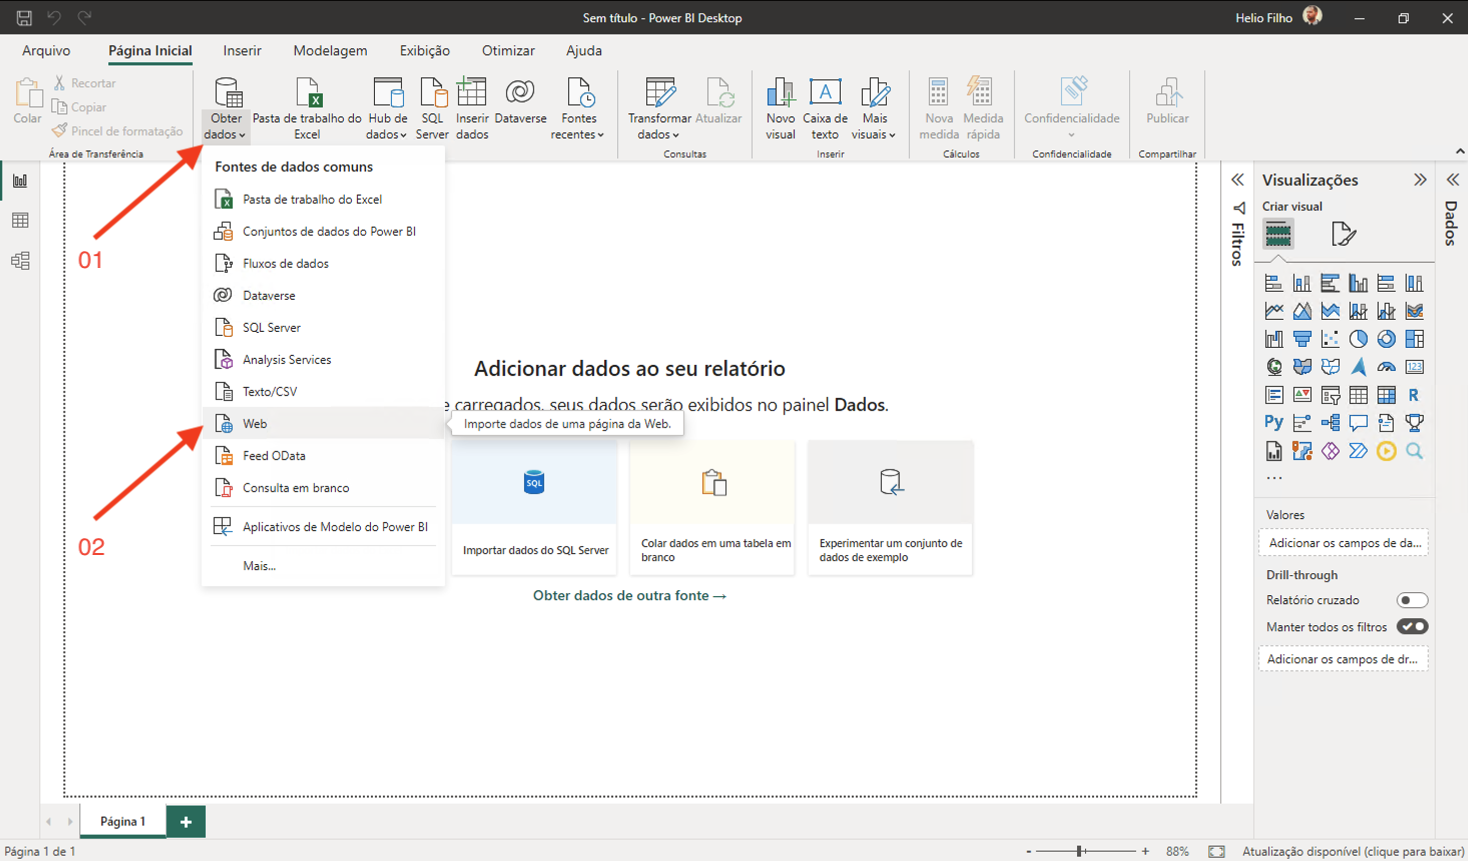 Sem título - Power BI Desktop
Helio Filho
Arquivo
Página Inicial
Inserir
Modelagem
Exibição
Otimizar
Ajuda
Colar
Recortar
Copiar
Pincel de formatação
Área de Transferência
Obter
dados
Pasta de trabalho do
Excel
Hub de
dados
SQL
Server
Inserir
dados
Dataverse
Fontes
recentes
Transformar
dados
Atualizar
Consultas
Novo
visual
Caixa de
texto
Mais
visuais
Inserir
Nova
medida
Medida
rápida
Cálculos
Confidencialidade
Confidencialidade
Publicar
Compartilhar
Fontes de dados comuns
Pasta de trabalho do Excel
Conjuntos de dados do Power BI
Fluxos de dados
Dataverse
SQL Server
Analysis Services
Texto/CSV
Web
Feed OData
Consulta em branco
Aplicativos de Modelo do Power BI
Mais...
01
02
Adicionar dados ao seu relatório
e carregados, seus dados serão exibidos no painel Dados.
Importe dados de uma página da Web.
SQL
Importar dados do SQL Server
Colar dados em uma tabela em
branco
Experimentar um conjunto de
dados de exemplo
Obter dados de outra fonte →
Filtros
Visualizações
Criar visual
123
R
Py
...
Valores
Adicionar os campos de da...
Drill-through
Relatório cruzado
Manter todos os filtros
Adicionar os campos de dr...
Dados
Página 1
+
Página 1 de 1
- +
88%
Atualização disponível (clique para baixar)